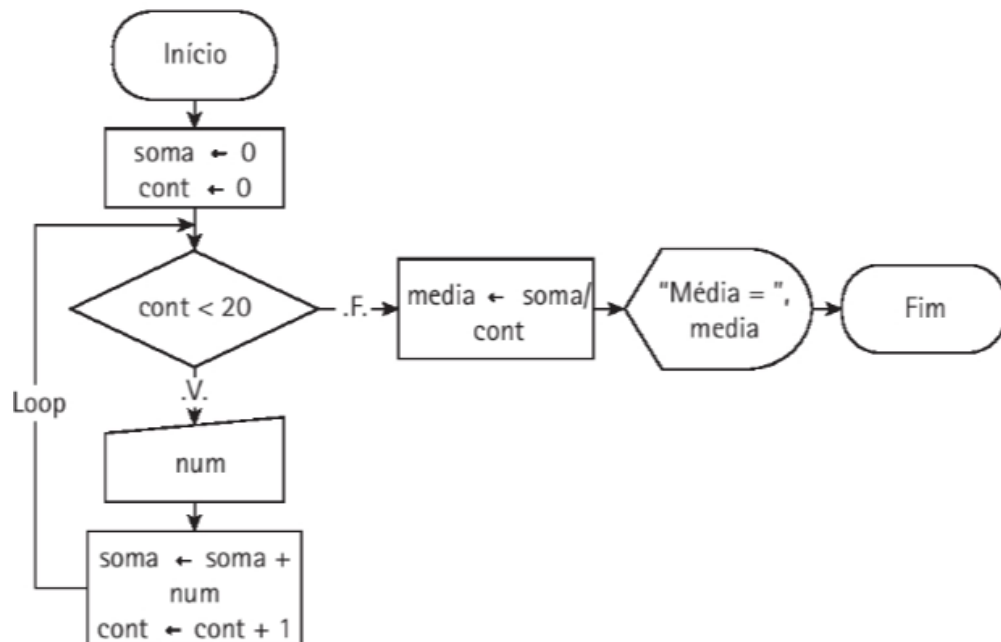 Início
soma ← 0
cont ← 0
cont < 20
.F.
media ← soma/
cont
"Média = ",
media
Fim
.V.
Loop
num
soma ← soma +
num
cont ← cont + 1